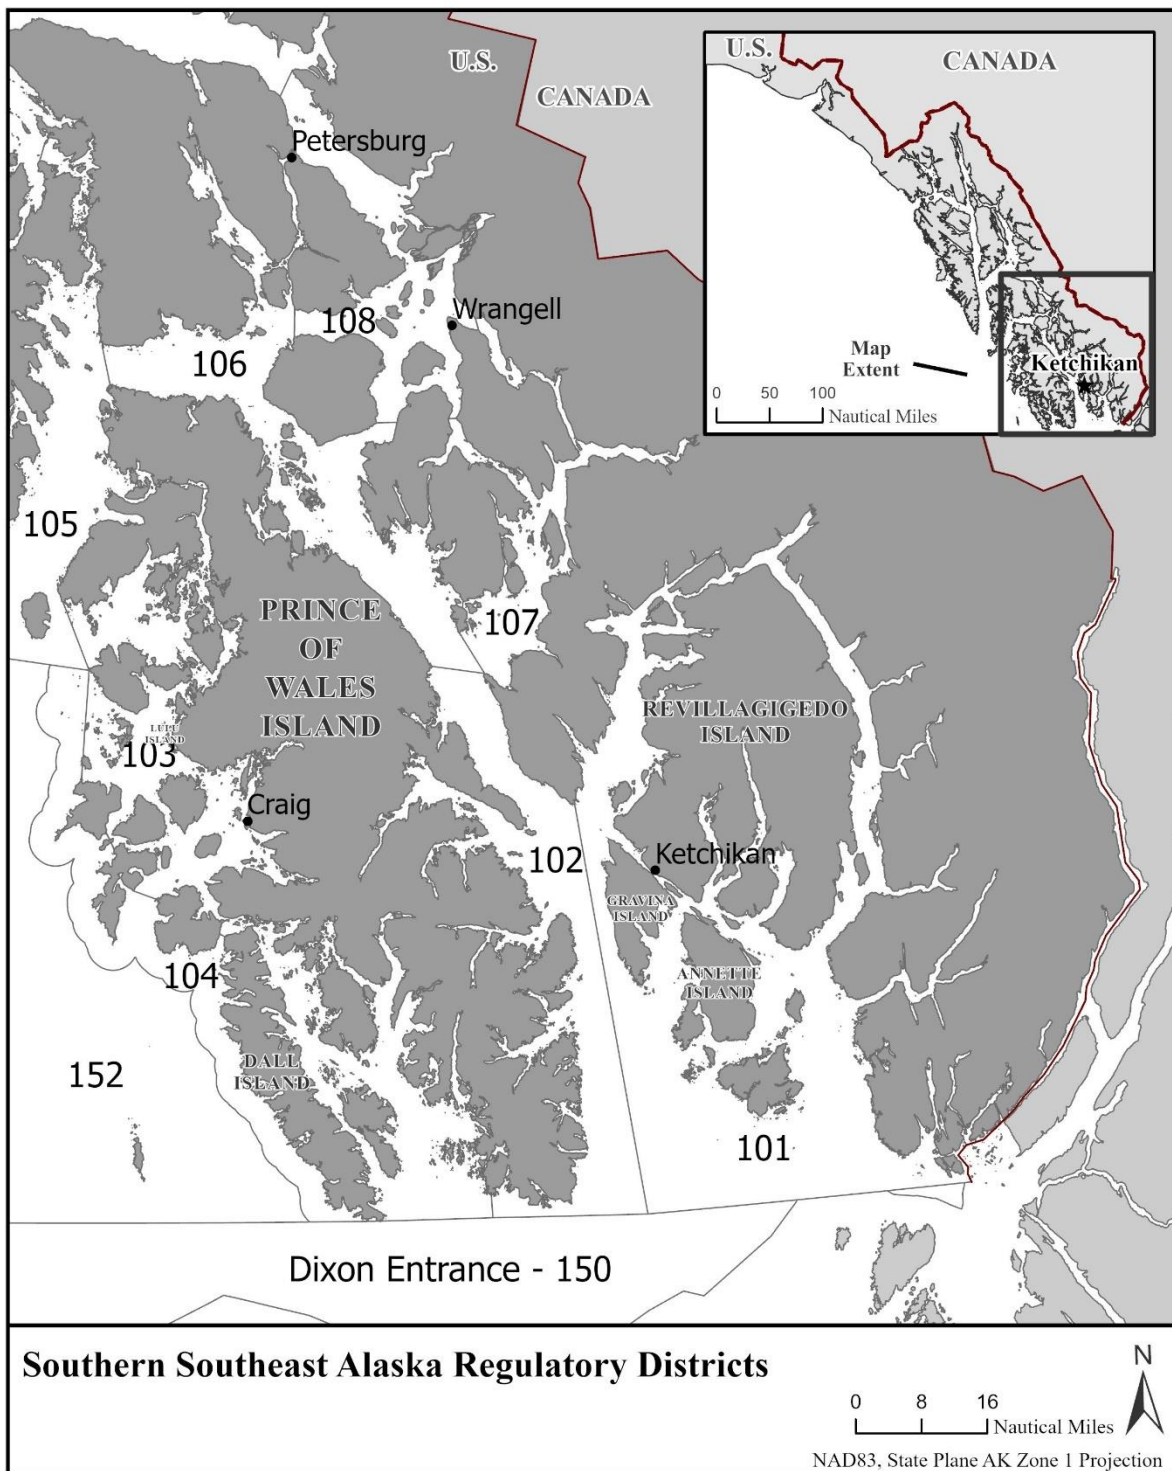 U.S.
CANADA
U.S.
CANADA
Petersburg
Wrangell
108
106
Map
Extent
Ketchikan
0 50 100
Nautical Miles
105
107
PRINCE
OF
WALES
ISLAND
REVILLAGIGEDO
ISLAND
LULU
ISLAND
103
Craig
102
Ketchikan
GRAVINA
ISLAND
104
ANNETTE
ISLAND
152
DALL
ISLAND
101
Dixon Entrance - 150
Southern Southeast Alaska Regulatory Districts
N
0 8 16
Nautical Miles
NAD83, State Plane AK Zone 1 Projection